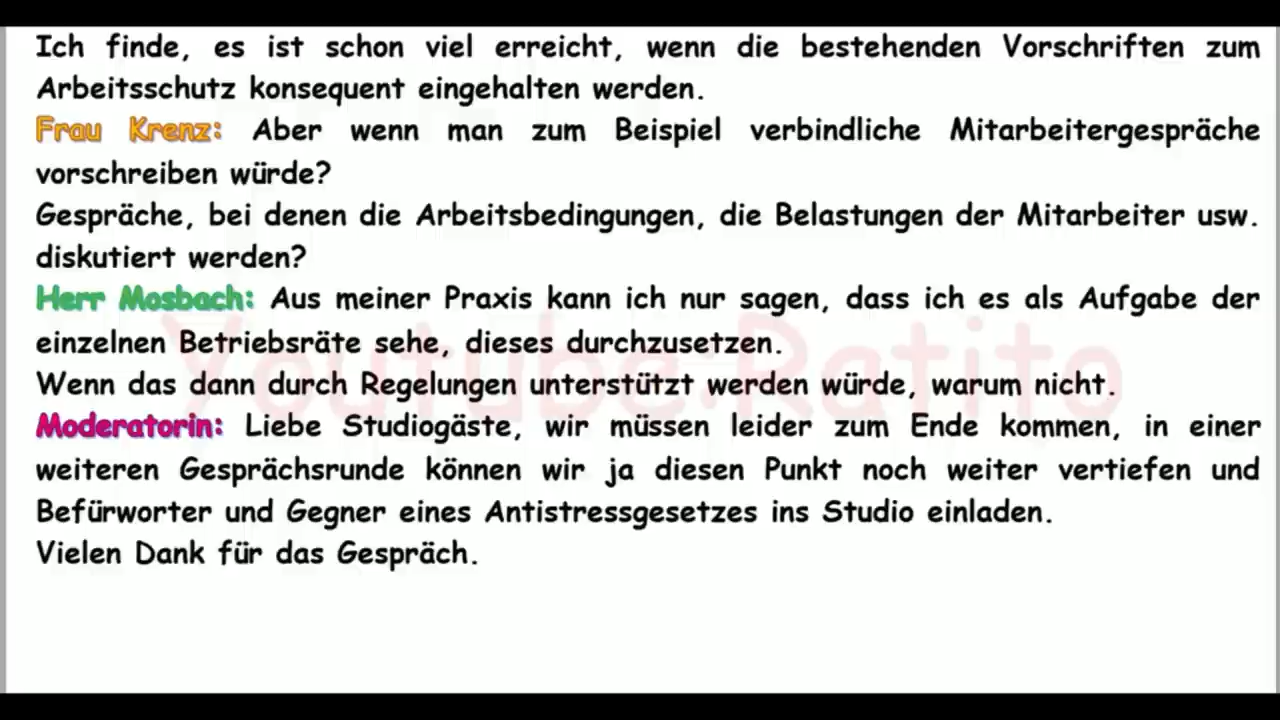 Ich finde, es ist schon viel erreicht, wenn die bestehenden Vorschriften zum
Arbeitsschutz konsequent eingehalten werden.
Frau Krenz: Aber wenn man zum Beispiel verbindliche Mitarbeitergespräche
vorschreiben würde?
Gespräche, bei denen die Arbeitsbedingungen, die Belastungen der Mitarbeiter usw.
diskutiert werden?
Herr Mosbach: Aus meiner Praxis kann ich nur sagen, dass ich es als Aufgabe der
einzelnen Betriebsräte sehe, dieses durchzusetzen.
Youtube:Ratito
Wenn das dann durch Regelungen unterstützt werden würde, warum nicht.
Moderatorin: Liebe Studiogäste, wir müssen leider zum Ende kommen, in einer
weiteren Gesprächsrunde können wir ja diesen Punkt noch weiter vertiefen und
Befürworter und Gegner eines Antistressgesetzes ins Studio einladen.
Vielen Dank für das Gespräch.